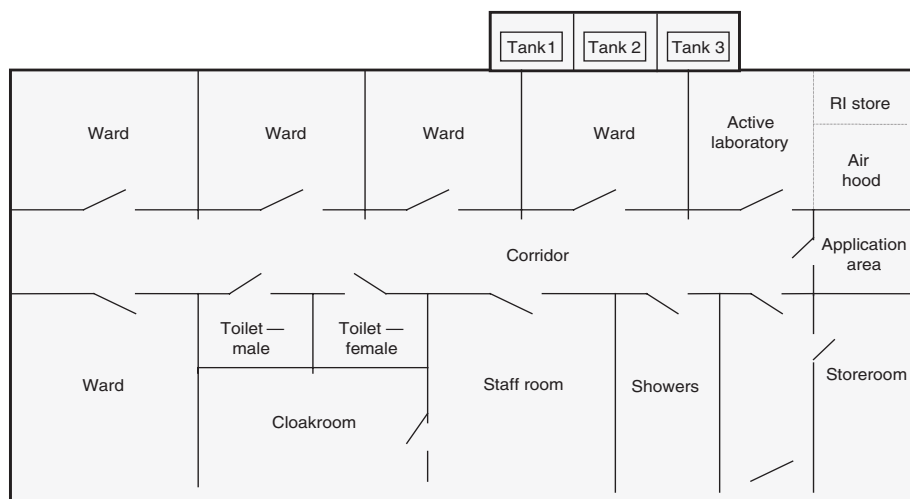 Tank1
Tank 2
Tank 3
Ward
Ward
Ward
Ward
Active
laboratory
RI store
Air
hood
Corridor
Application
area
Toilet —
male
Toilet —
female
Ward
Cloakroom
Staff room
Showers
Storeroom